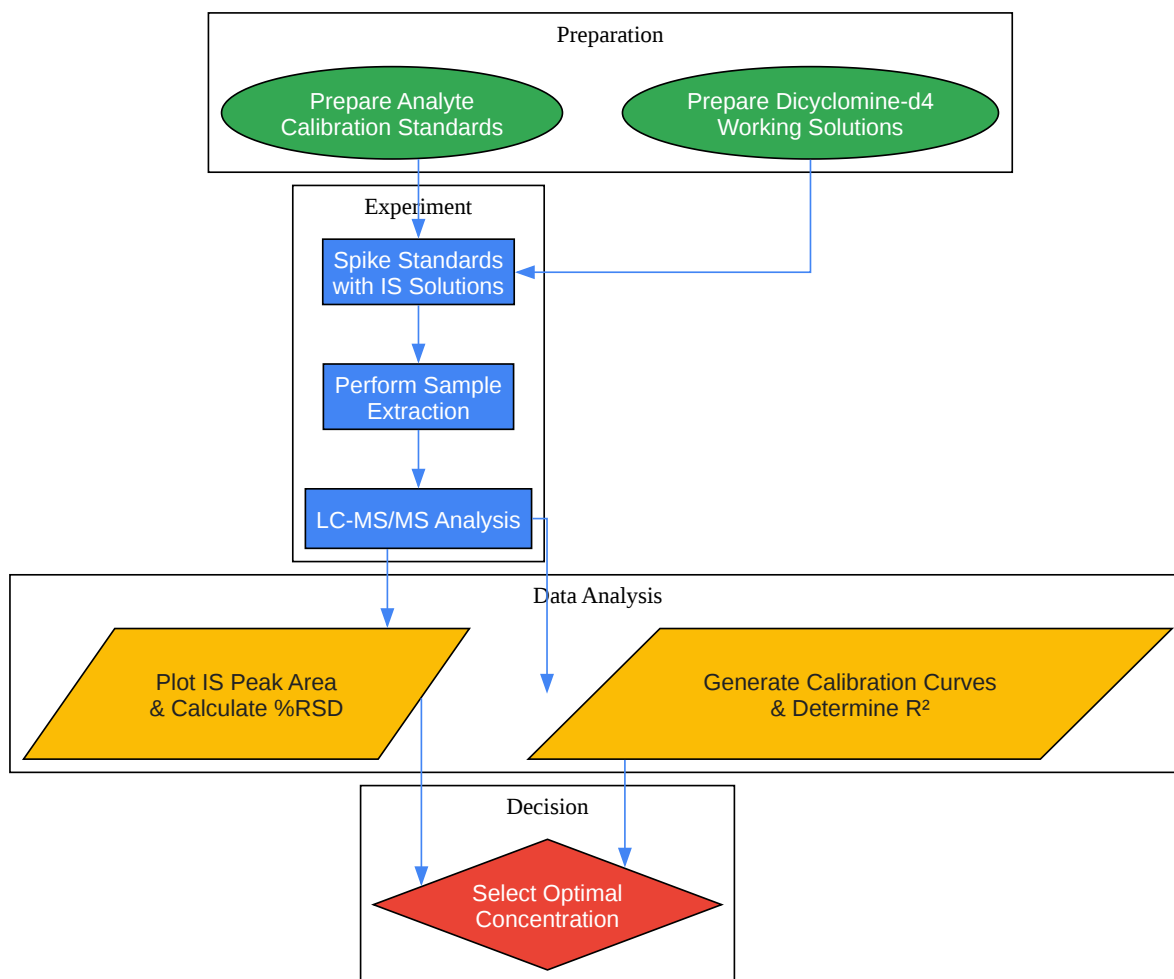 Preparation
Prepare Analyte
Calibration Standards
Prepare Dicyclomine-d4
Working Solutions
Experiment
Spike Standards
with IS Solutions
Perform Sample
Extraction
LC-MS/MS Analysis
Data Analysis
Plot IS Peak Area
& Calculate %RSD
Generate Calibration Curves
& Determine R²
Decision
Select Optimal
Concentration